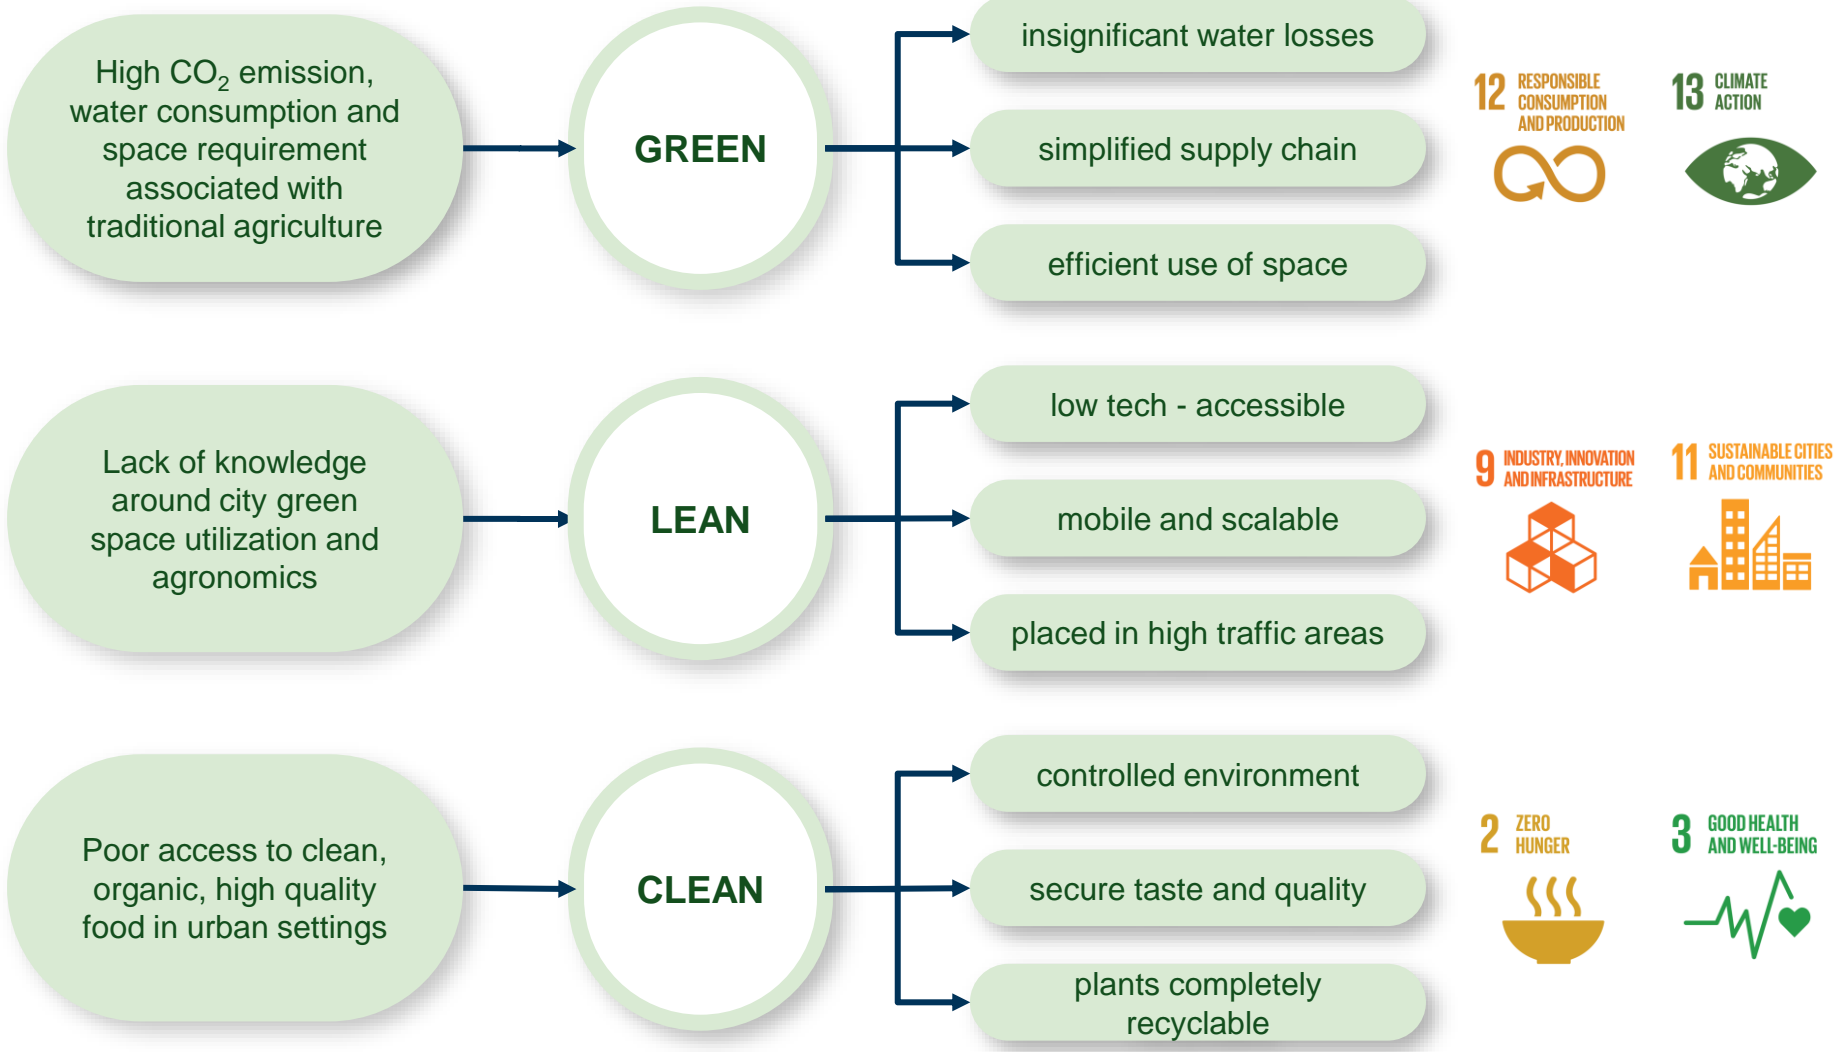 High CO₂ emission,
water consumption and
space requirement
associated with
traditional agriculture
GREEN
insignificant water losses
simplified supply chain
efficient use of space
12 RESPONSIBLE
CONSUMPTION
AND PRODUCTION
13 CLIMATE
ACTION
Lack of knowledge
around city green
space utilization and
agronomics
LEAN
low tech - accessible
mobile and scalable
placed in high traffic areas
9 INDUSTRY, INNOVATION
AND INFRASTRUCTURE
11 SUSTAINABLE CITIES
AND COMMUNITIES
Poor access to clean,
organic, high quality
food in urban settings
CLEAN
controlled environment
secure taste and quality
plants completely
recyclable
2 ZERO
HUNGER
3 GOOD HEALTH
AND WELL-BEING